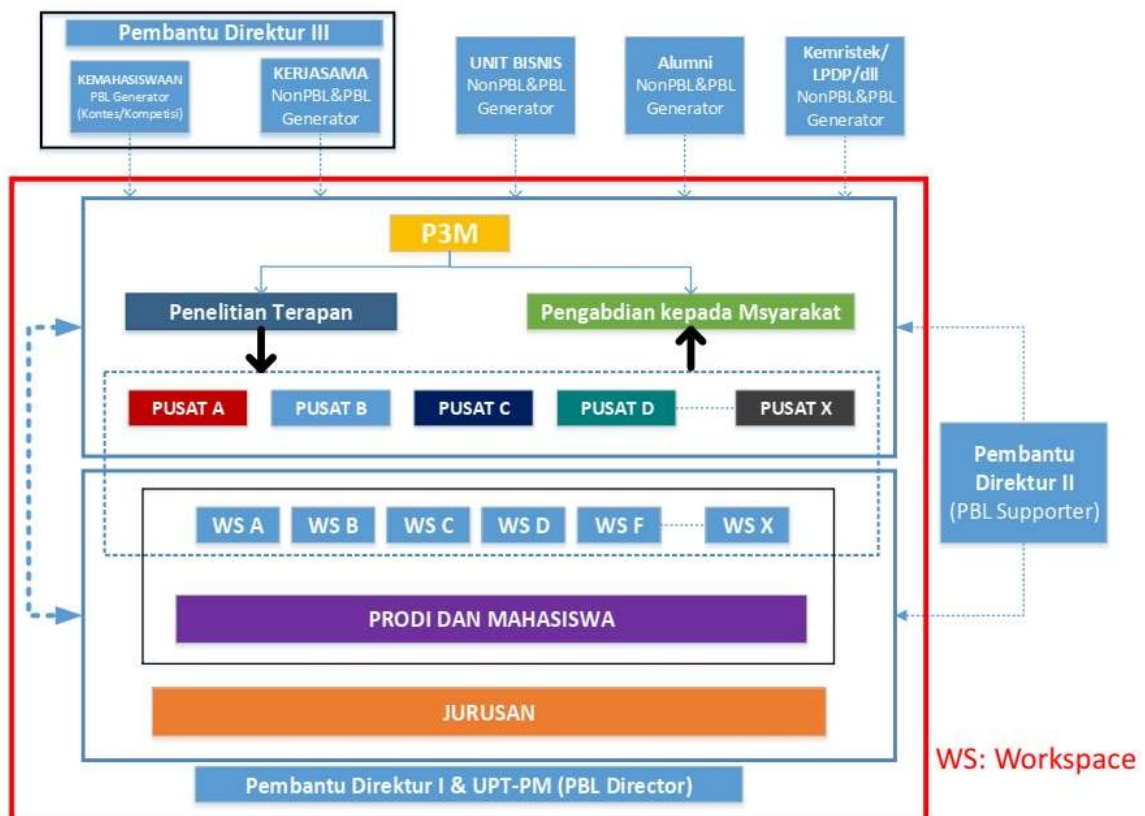 Pembantu Direktur III
KEMAHASISWAAN
PBL Generator
(Kontes/Kompetisi)
KERJASAMA
NonPBL&PBL
Generator
UNIT BISNIS
NonPBL&PBL
Generator
Alumni
NonPBL&PBL
Generator
Kemristek/
LPDP/dll
NonPBL&PBL
Generator
P3M
Penelitian Terapan
Pengabdian kepada Msyarakat
PUSAT A
PUSAT B
PUSAT C
PUSAT D
PUSAT X
Pembantu
Direktur II
(PBL Supporter)
WS A
WS B
WS C
WS D
WS F
WS X
PRODI DAN MAHASISWA
JURUSAN
WS: Workspace
Pembantu Direktur I & UPT-PM (PBL Director)